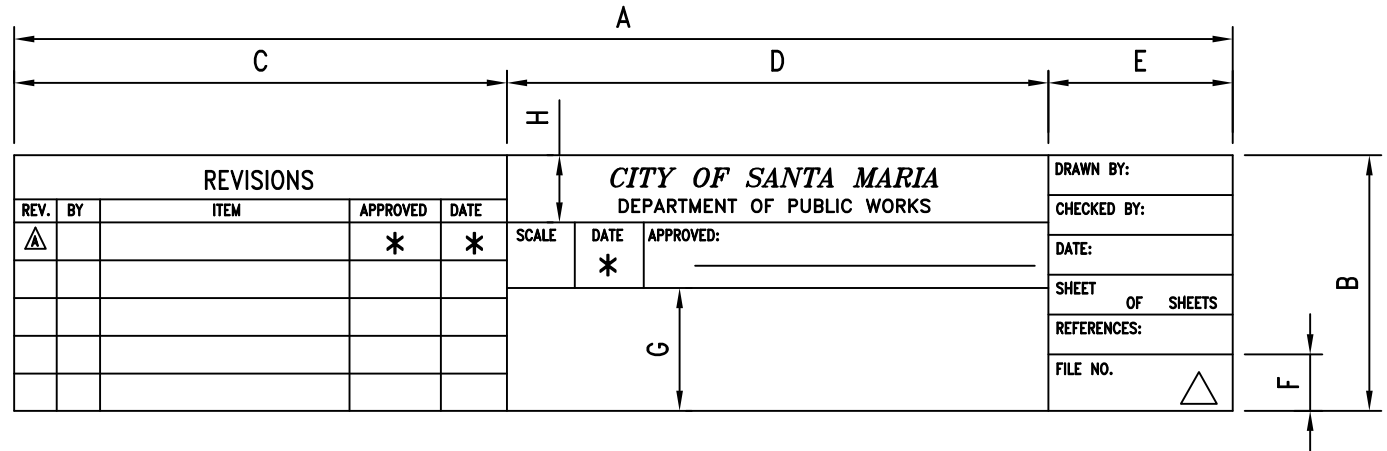 A
C D E
H
REVISIONS
REV. BY ITEM APPROVED DATE
A * *
CITY OF SANTA MARIA
DEPARTMENT OF PUBLIC WORKS
SCALE DATE APPROVED:
*
G
DRAWN BY:
CHECKED BY:
DATE:
SHEET
OF SHEETS
REFERENCES:
FILE NO.
F
B